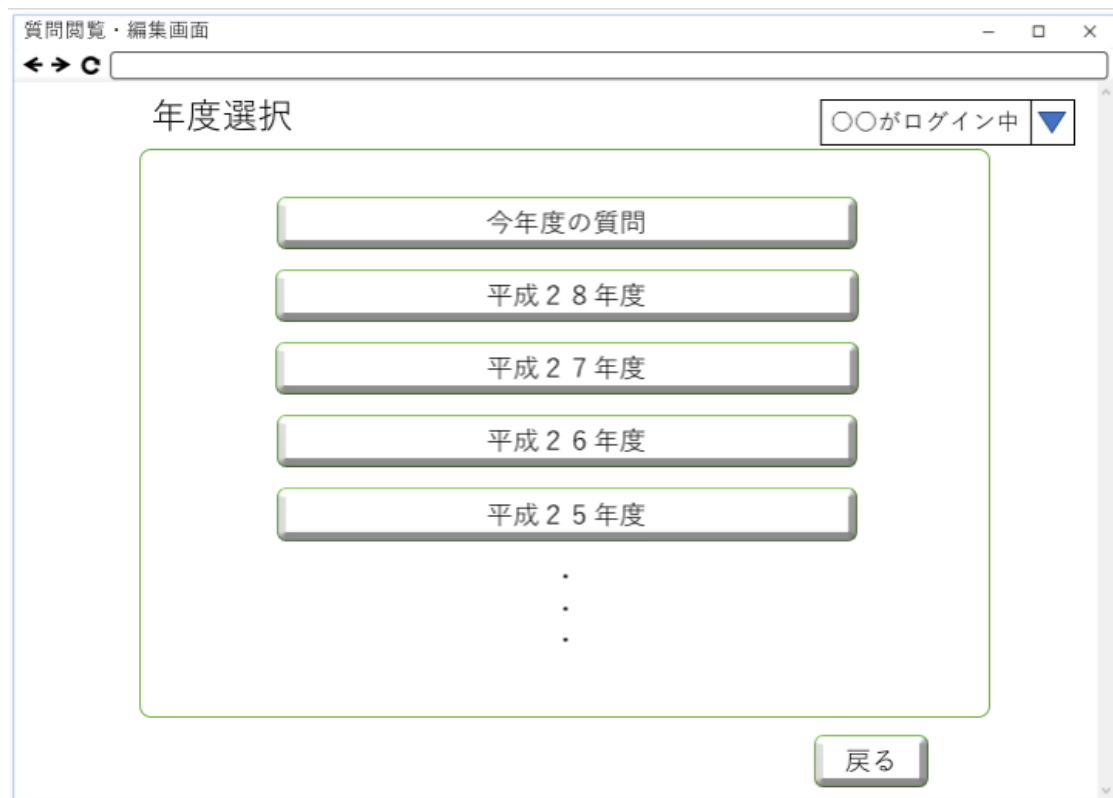 質問閲覧・編集画面
年度選択
〇〇がログイン中
今年度の質問
平成２８年度
平成２７年度
平成２６年度
平成２５年度
・
・
・
戻る